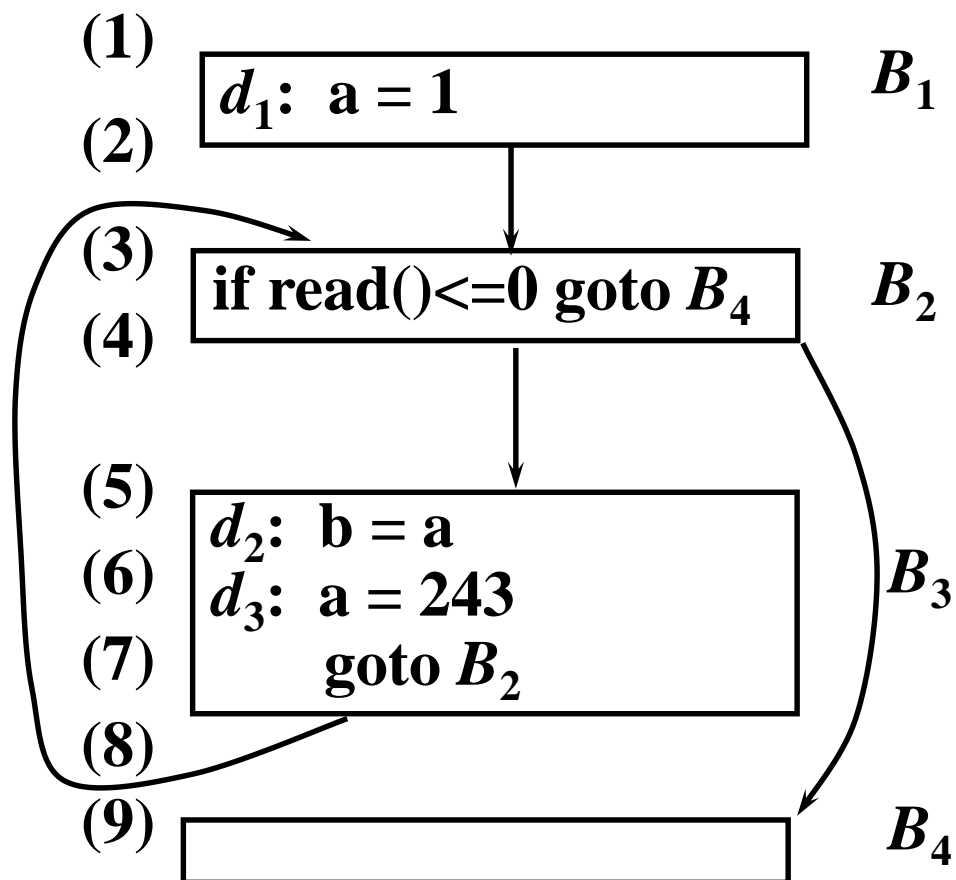 (1)
d₁: a = 1
B₁
(2)
(3)
if read()<=0 goto B₄
B₂
(4)
(5)
d₂: b = a
(6)
d₃: a = 243
B₃
(7)
goto B₂
(8)
(9)
B₄